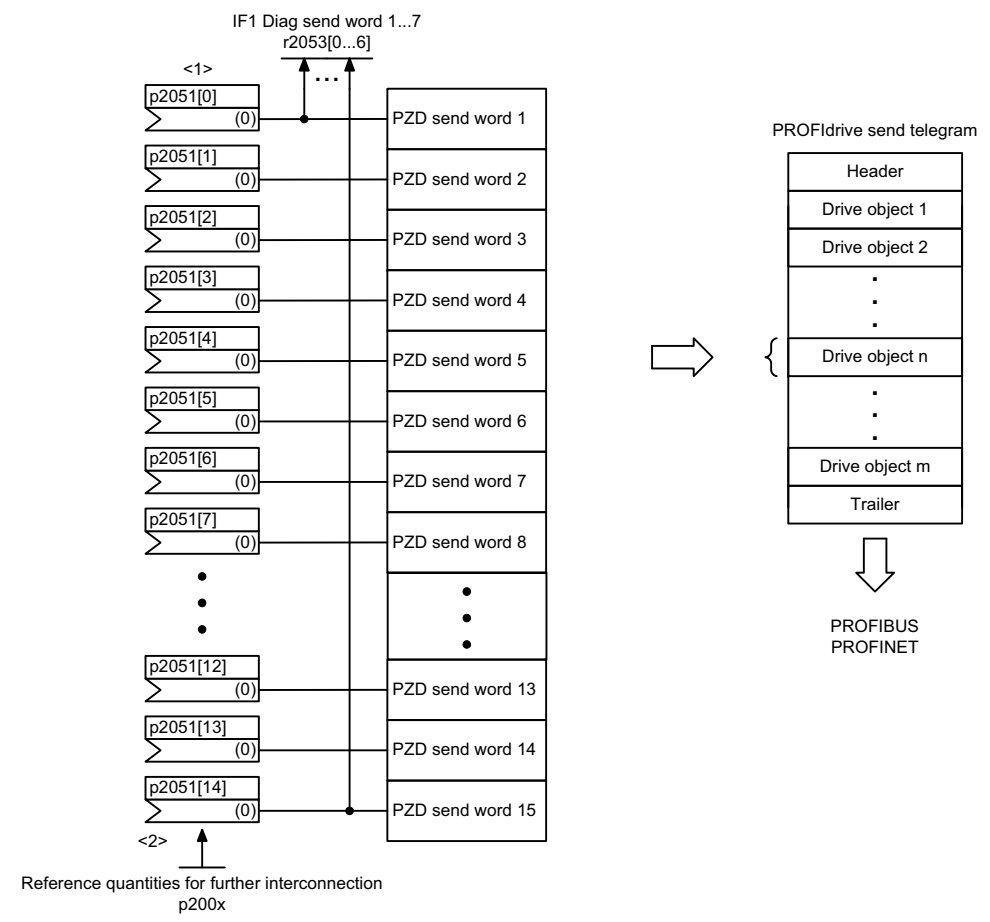 IF1 Diag send word 1...7
r2053[0...6]
<1>
...
p2051[0]
(0)
PZD send word 1
p2051[1]
(0)
PZD send word 2
p2051[2]
(0)
PZD send word 3
p2051[3]
(0)
PZD send word 4
p2051[4]
(0)
PZD send word 5
p2051[5]
(0)
PZD send word 6
p2051[6]
(0)
PZD send word 7
p2051[7]
(0)
PZD send word 8
p2051[12]
(0)
PZD send word 13
p2051[13]
(0)
PZD send word 14
p2051[14]
(0)
PZD send word 15
<2>
Reference quantities for further interconnection
p200x
PROFIdrive send telegram
Header
Drive object 1
Drive object 2
Drive object n
Drive object m
Trailer
PROFIBUS
PROFINET